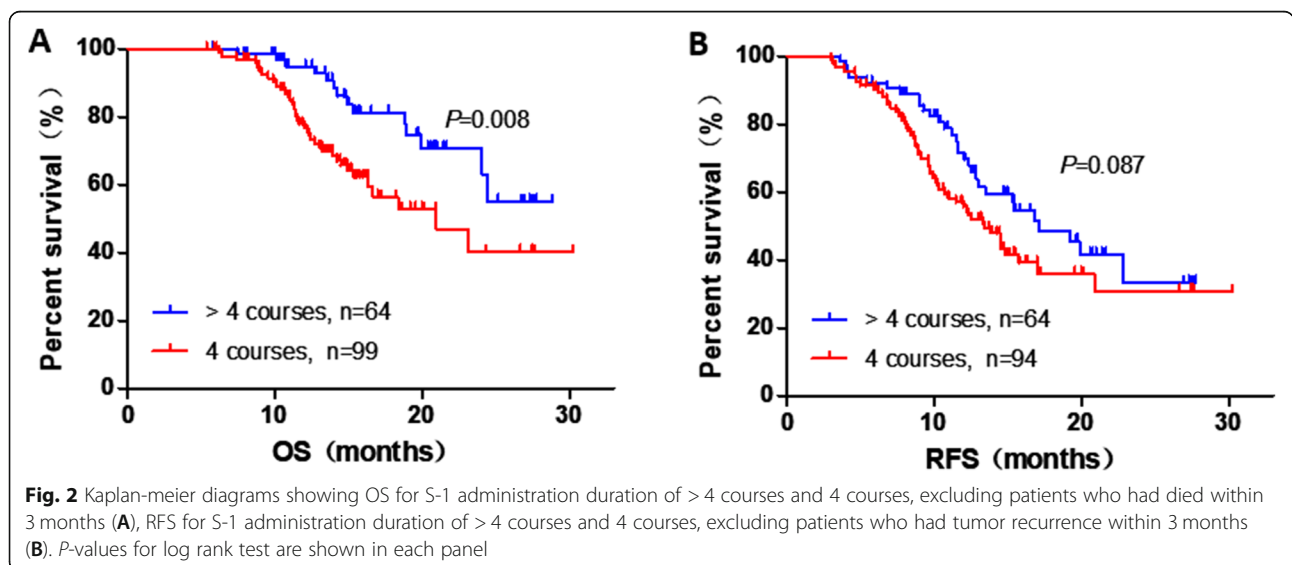 A
Percent survival (%)
100
80
60
40
20
0
P=0.008
> 4 courses, n=64
4 courses, n=99
0 10 20 30
OS (months)
B
Percent survival (%)
100
80
60
40
20
0
P=0.087
> 4 courses, n=64
4 courses, n=94
0 10 20 30
RFS (months)
Fig. 2 Kaplan-meier diagrams showing OS for S-1 administration duration of > 4 courses and 4 courses, excluding patients who had died within
3 months (A), RFS for S-1 administration duration of > 4 courses and 4 courses, excluding patients who had tumor recurrence within 3 months
(B). P-values for log rank test are shown in each panel